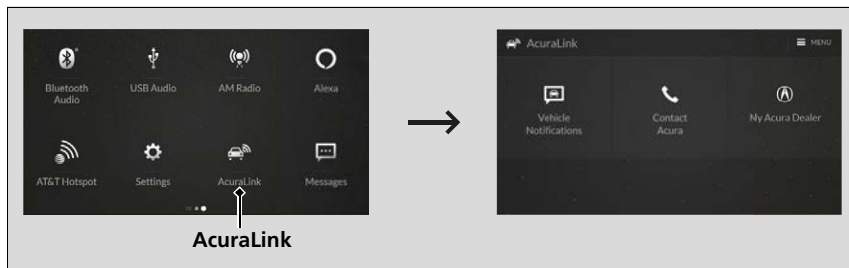 Bluetooth
Audio
USB Audio
AM Radio
Alexa
AT&T Hotspot
Settings
AcuraLink
Messages
AcuraLink
AcuraLink
MENU
Vehicle
Notifications
Contact
Acura
My Acura Dealer